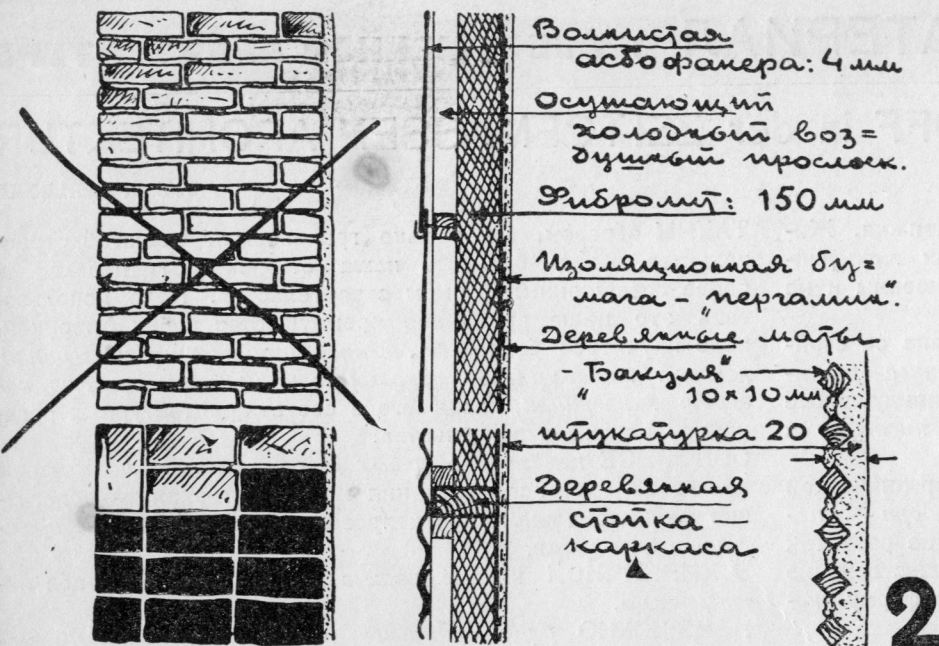 Волнистая
асбофанера: 4 мм
Осушающий
холодный воз=
душный прослоек.
Фибролит: 150 мм
Изоляционная бу=
мага – "пергамин".
Деревянные маты
– "Бакуля"
10×10 мм
штукатурка 20
Деревянная
стойка —
каркаса
2